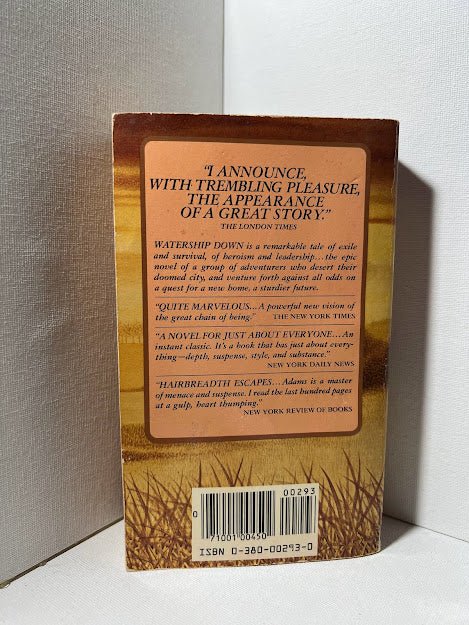 "I ANNOUNCE,
WITH TREMBLING PLEASURE,
THE APPEARANCE
OF A GREAT STORY."
THE LONDON TIMES
WATERSHIP DOWN is a remarkable tale of exile
and survival, of heroism and leadership...the epic
novel of a group of adventurers who desert their
doomed city, and venture forth against all odds on
a quest for a new home, a sturdier future.
"QUITE MARVELOUS...A powerful new vision of
the great chain of being." THE NEW YORK TIMES
"A NOVEL FOR JUST ABOUT EVERYONE...An
instant classic. It's a book that has just about every-
thing—depth, suspense, style, and substance."
NEW YORK DAILY NEWS
"HAIRBREADTH ESCAPES...Adams is a master
of menace and suspense. I read the last hundred pages
at a gulp, heart thumping."
NEW YORK REVIEW OF BOOKS
00293
0
71001 00450
ISBN 0-380-00293-0